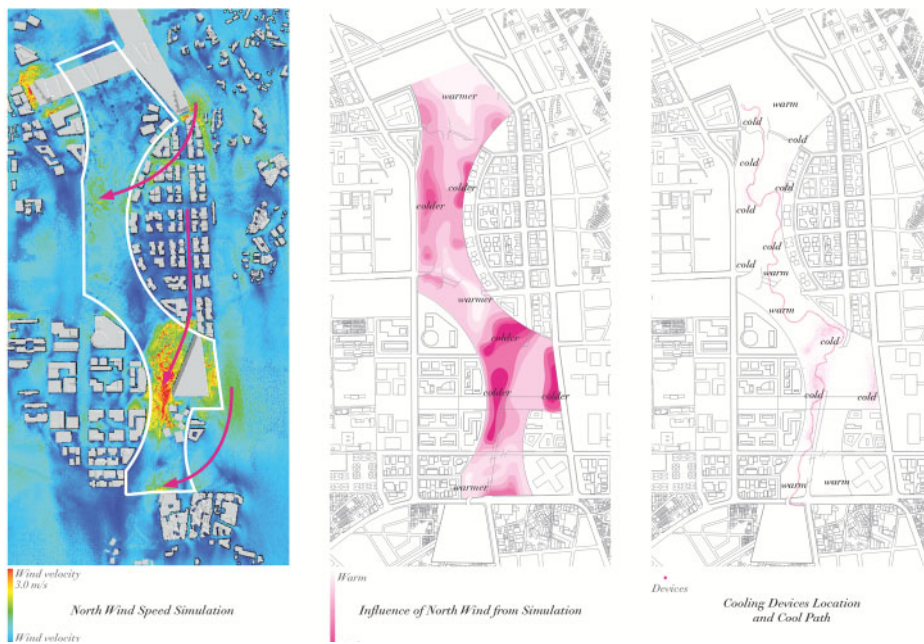 warmer
colder
colder
warmer
colder
colder
colder
warmer
warm
cold
cold
cold
cold
cold
cold
warm
warm
cold
cold
cold
warm
warm
Wind velocity
3.0 m/s
North Wind Speed Simulation
Wind velocity
Warm
Influence of North Wind from Simulation
Devices
Cooling Devices Location
and Cool Path